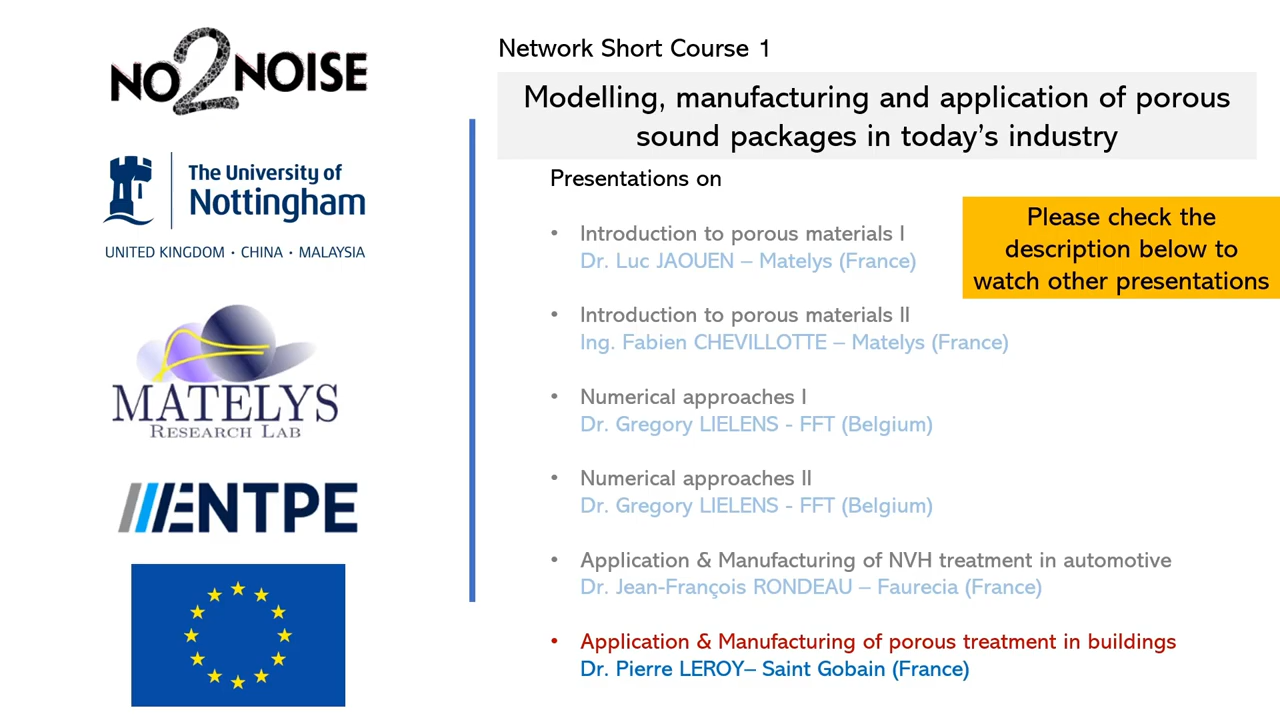 NO2NOISE
The University of
Nottingham
UNITED KINGDOM · CHINA · MALAYSIA
MATELYS
RESEARCH LAB
ENTPE
Network Short Course 1
Modelling, manufacturing and application of porous
sound packages in today's industry
Presentations on
Please check the
description below to
watch other presentations
• Introduction to porous materials I
Dr. Luc JAOUEN – Matelys (France)
• Introduction to porous materials II
Ing. Fabien CHEVILLOTTE – Matelys (France)
• Numerical approaches I
Dr. Gregory LIELENS - FFT (Belgium)
• Numerical approaches II
Dr. Gregory LIELENS - FFT (Belgium)
• Application & Manufacturing of NVH treatment in automotive
Dr. Jean-François RONDEAU – Faurecia (France)
• Application & Manufacturing of porous treatment in buildings
Dr. Pierre LEROY– Saint Gobain (France)